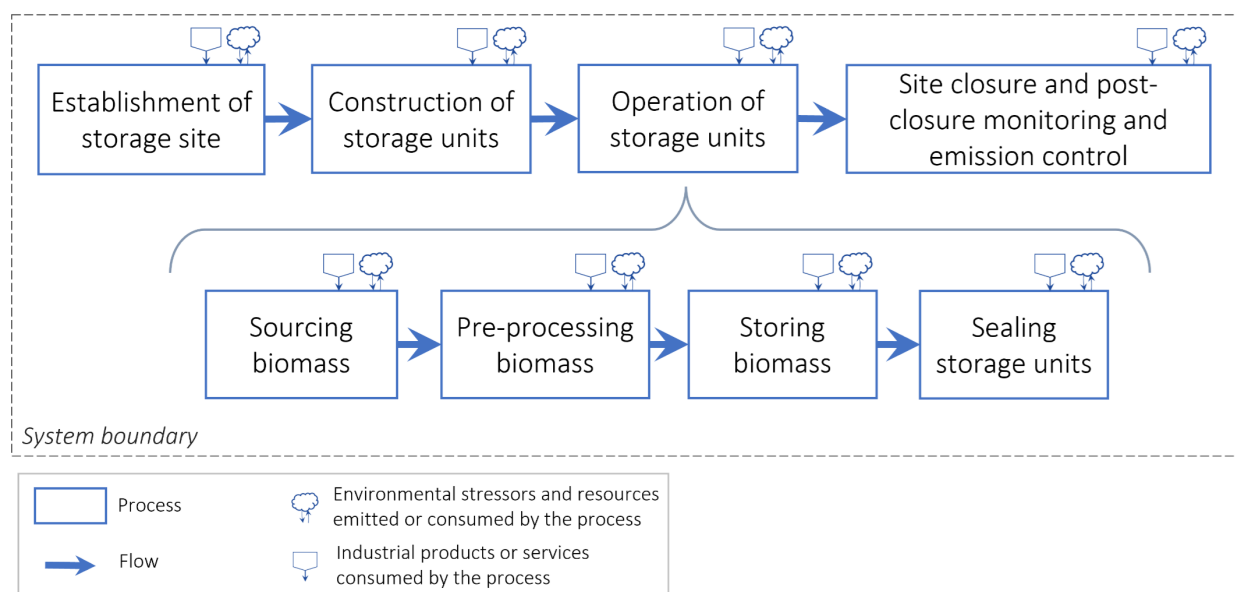 Establishment of
storage site
Construction of
storage units
Operation of
storage units
Site closure and post-
closure monitoring and
emission control
Sourcing
biomass
Pre-processing
biomass
Storing
biomass
Sealing
storage units
System boundary
Process
Environmental stressors and resources
emitted or consumed by the process
Flow
Industrial products or services
consumed by the process